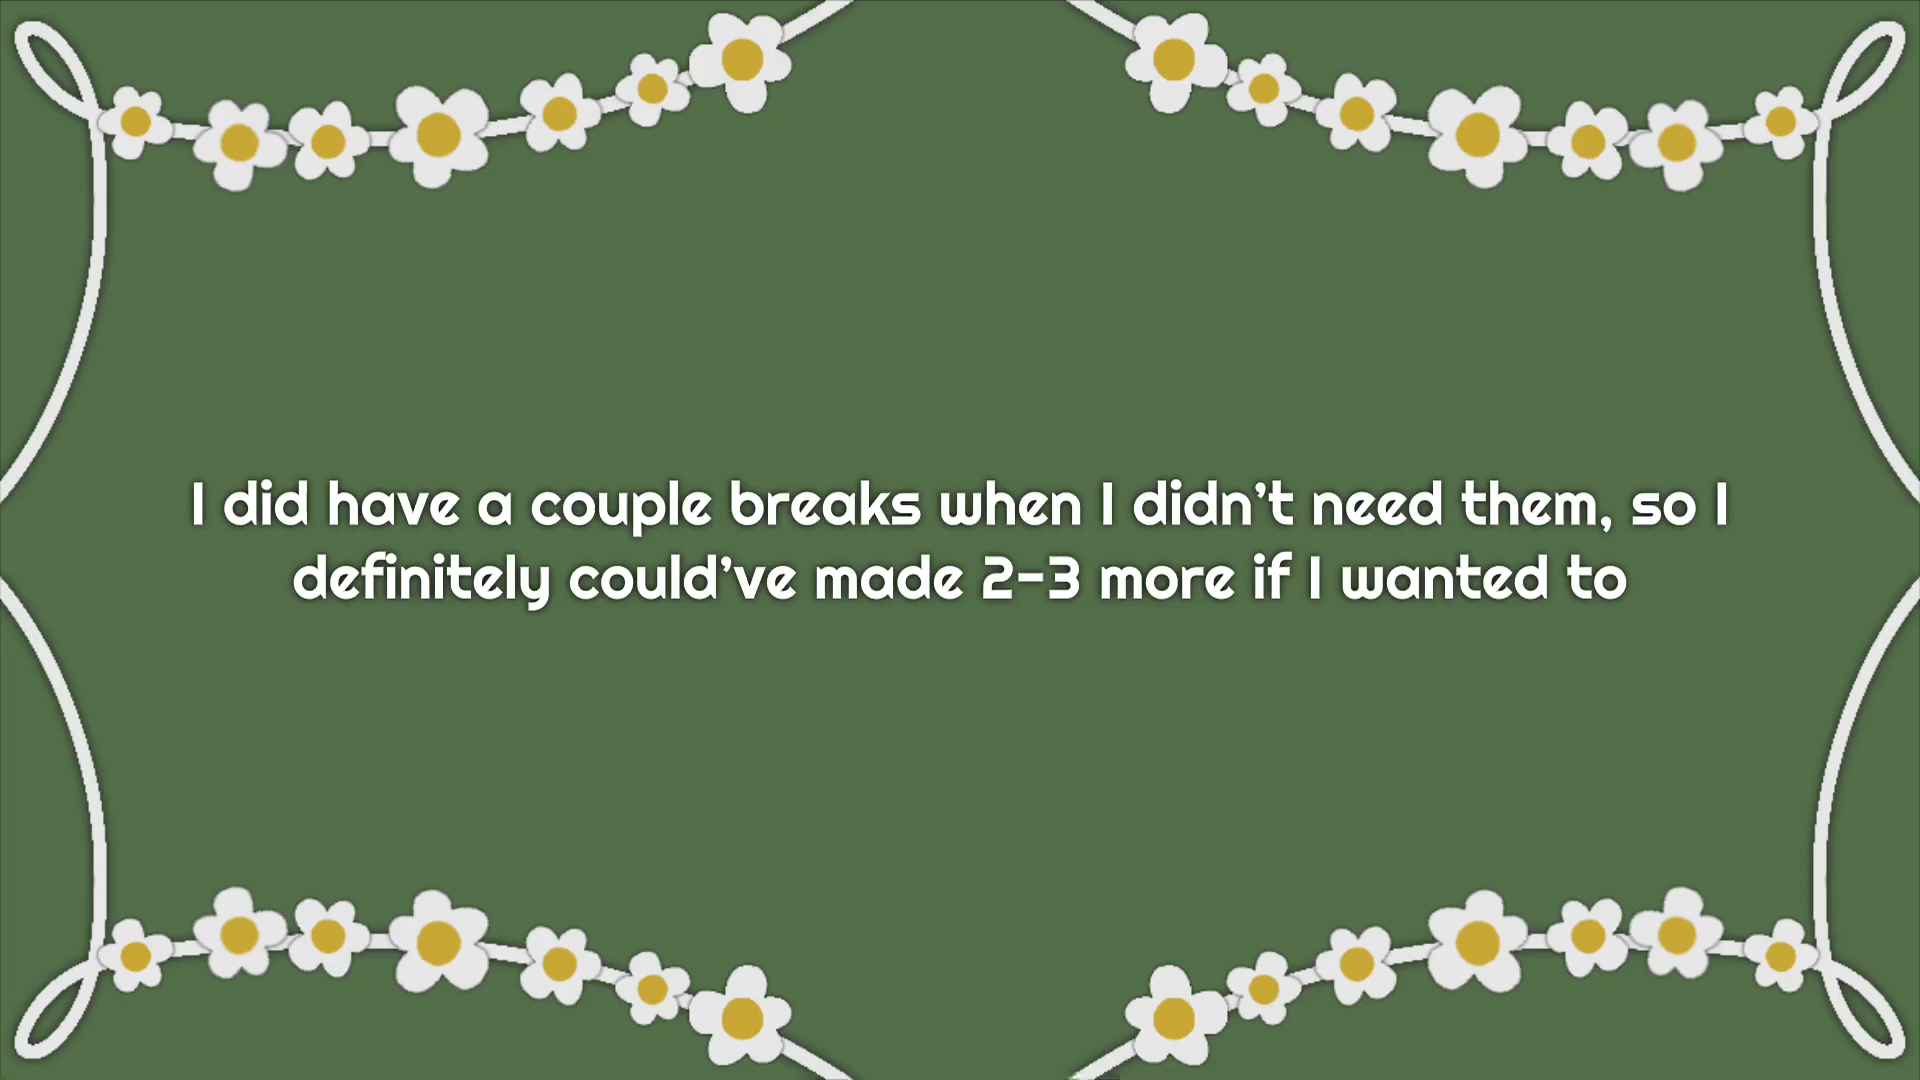 I did have a couple breaks when I didn’t need them, so I
definitely could’ve made 2-3 more if I wanted to